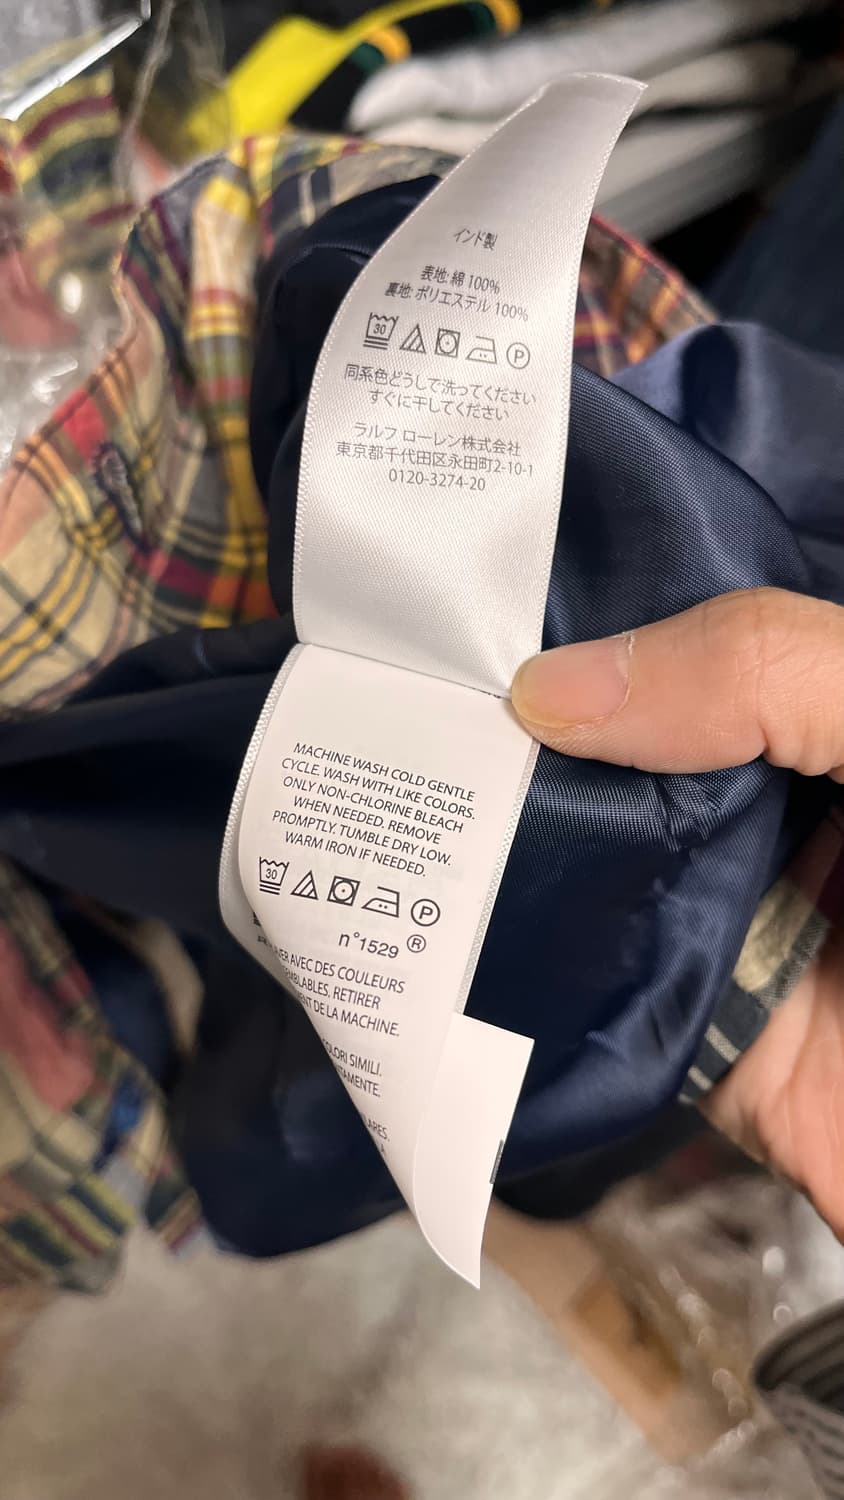 インド製
表地: 綿 100%
裏地: ポリエステル 100%
30
P
同系色どうしで洗ってください
すぐに干してください
ラルフ ローレン株式会社
東京都千代田区永田町2-10-1
0120-3274-20
MACHINE WASH COLD GENTLE
CYCLE. WASH WITH LIKE COLORS.
ONLY NON-CHLORINE BLEACH
WHEN NEEDED. REMOVE
PROMPTLY. TUMBLE DRY LOW.
WARM IRON IF NEEDED.
30
P
n°1529 ®
AVEC DES COULEURS
RETIRER
DE LA MACHINE.
SIMILI.